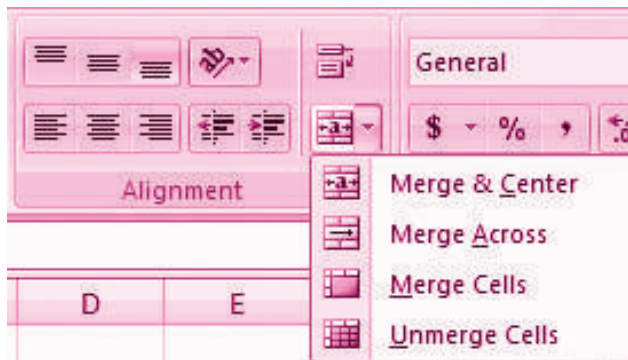 General
$ % ,
Alignment
Merge & Center
Merge Across
Merge Cells
Unmerge Cells
D E